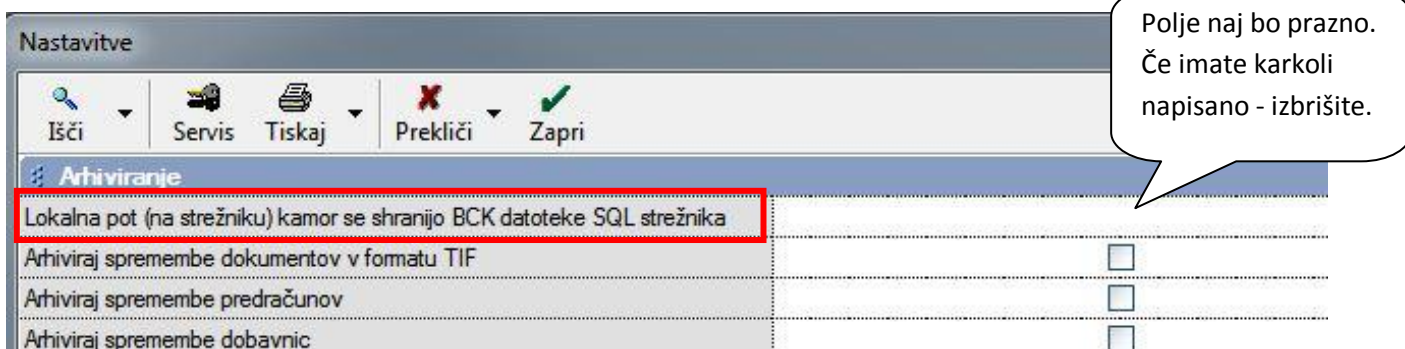 Polje naj bo prazno.
Če imate karkoli
napisano - izbrišite.
Nastavitve
Išči
Servis
Tiskaj
Prekliči
Zapri
Arhiviranje
Lokalna pot (na strežniku) kamor se shranijo BCK datoteke SQL strežnika
Arhiviraj spremembe dokumentov v formatu TIF
Arhiviraj spremembe predračunov
Arhiviraj spremembe dobavnic